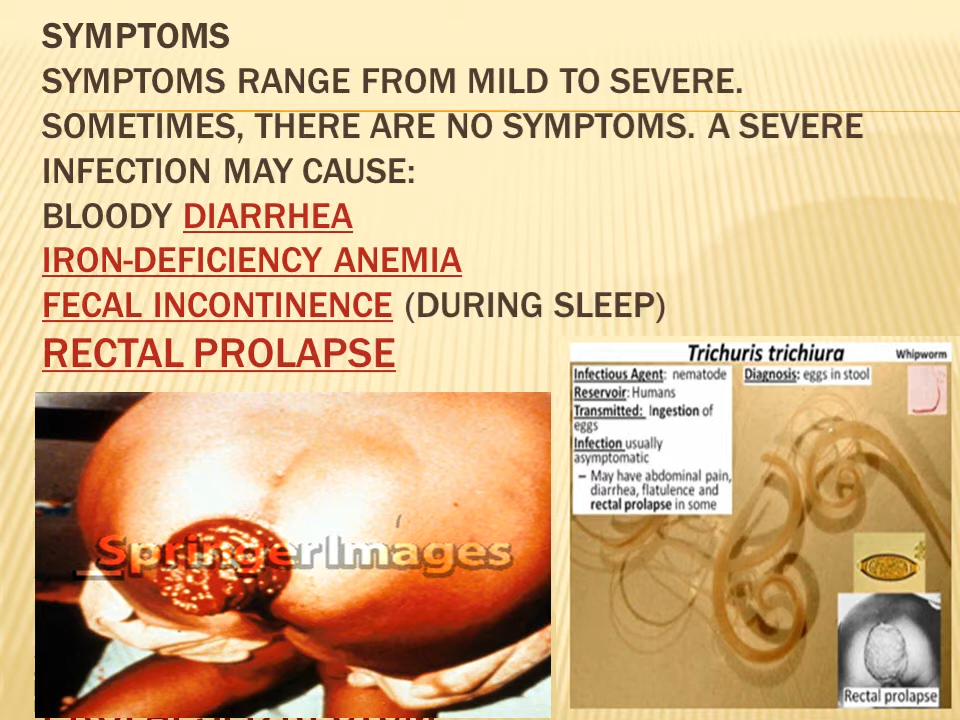 SYMPTOMS
SYMPTOMS RANGE FROM MILD TO SEVERE.
SOMETIMES, THERE ARE NO SYMPTOMS. A SEVERE
INFECTION MAY CAUSE:
BLOODY DIARRHEA
IRON-DEFICIENCY ANEMIA
FECAL INCONTINENCE (DURING SLEEP)
RECTAL PROLAPSE
SpringerImages
Trichuris trichiura
Whipworm
Infectious Agent: nematode
Reservoir: Humans
Transmitted: Ingestion of
eggs
Infection usually
asymptomatic
– May have abdominal pain,
diarrhea, flatulence and
rectal prolapse in some
Diagnosis: eggs in stool
Rectal prolapse